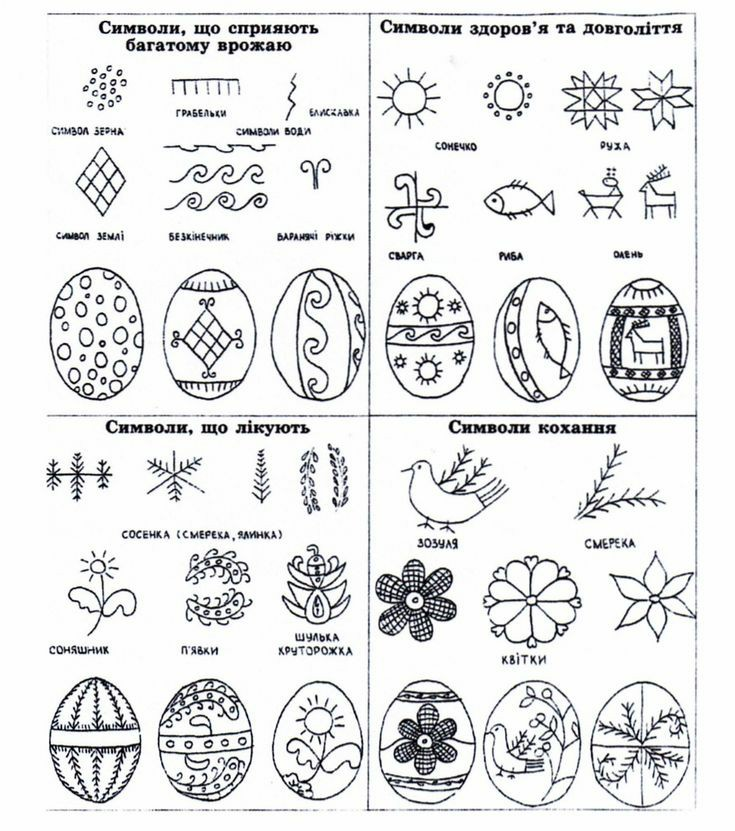 Символи, що сприяють
багатому врожаю
ГРАБЕЛЬКИ
БЛИСКАВКА
СИМВОЛ ЗЕРНА
СИМВОЛИ ВОДИ
СИМВОЛ ЗЕМЛІ
БЕЗКІНЕЧНИК
БАРАНЯЧІ РІЖКИ
Символи здоров'я та довголіття
СОНЕЧКО
РУЖА
СВАРГА
РИБА
ОЛЕНЬ
Символи, що лікують
СОСЕНКА (СМЕРЕКА, ЯЛИНКА)
СОНЯШНИК
П'ЯВКИ
ШУЛЬКА
КРУТОРОЖКА
Символи кохання
ЗОЗУЛЯ
СМЕРЕКА
КВІТКИ